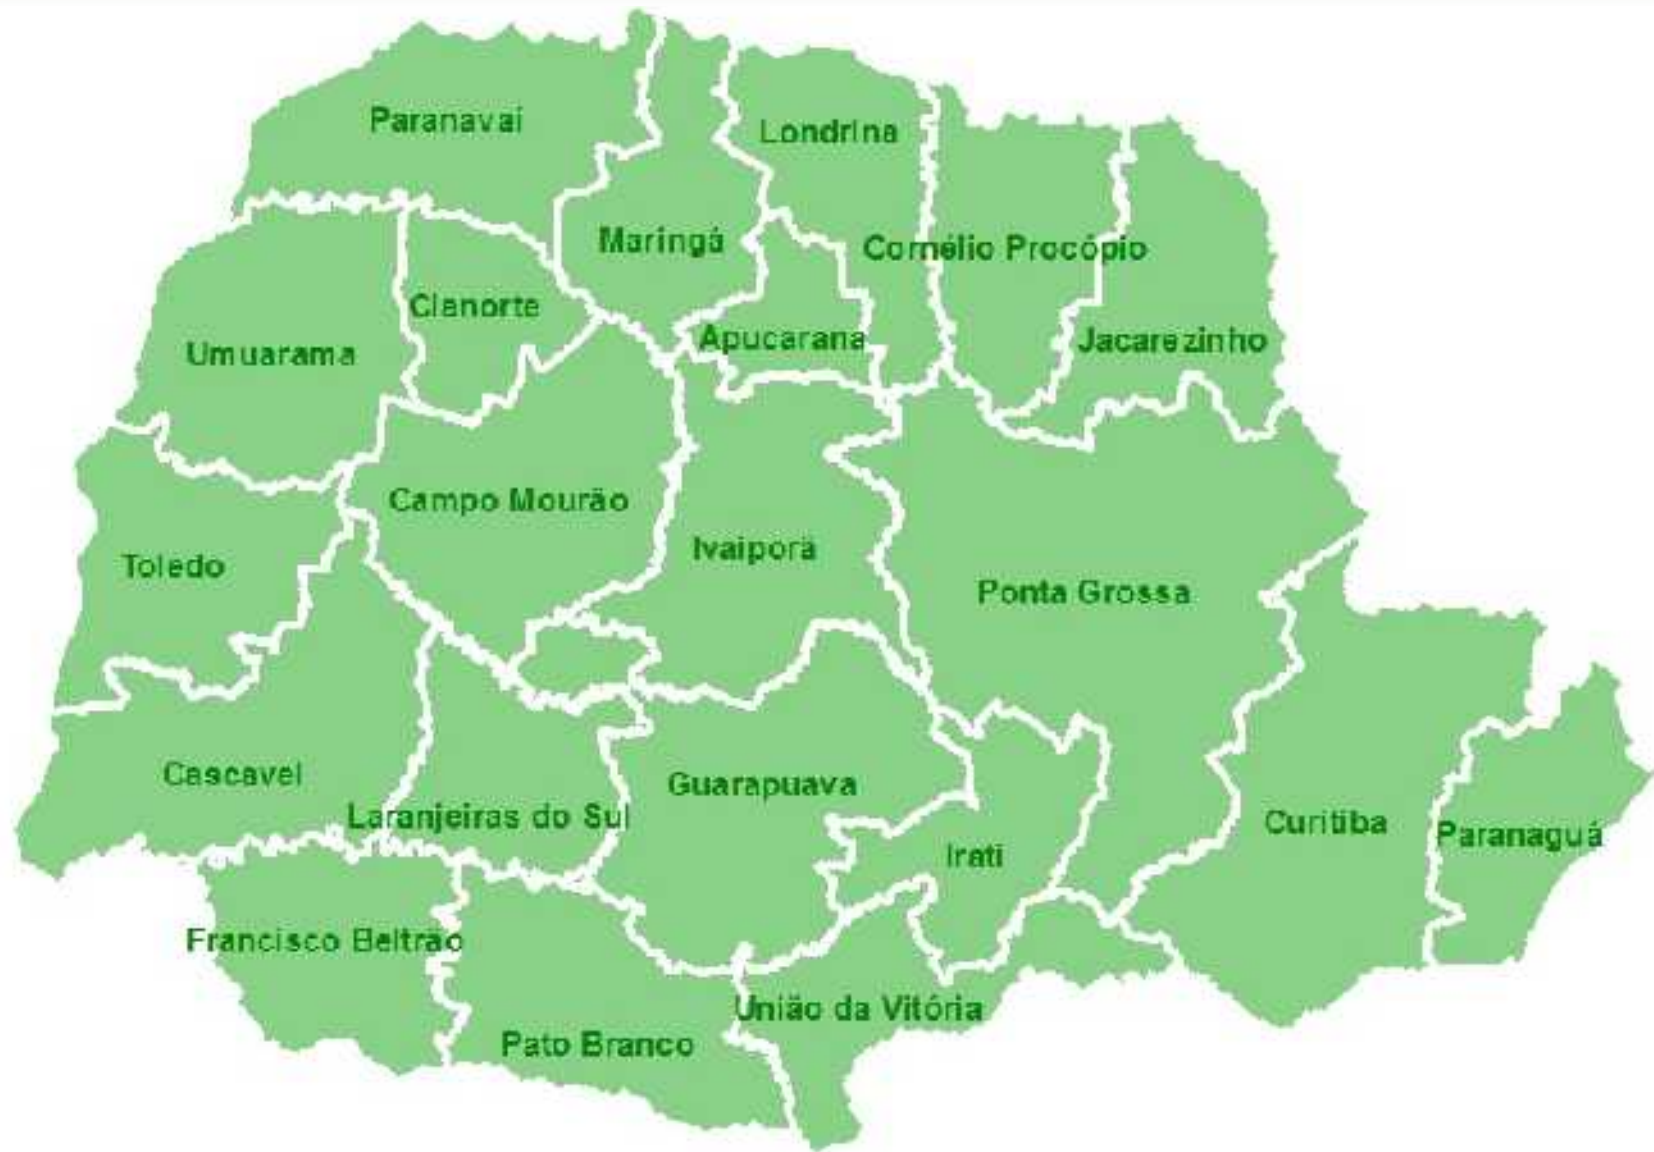 Paranavaí
Londrina
Maringá
Cornélio Procópio
Cianorte
Apucarana
Jacarezinho
Umuarama
Campo Mourão
Ivaiporã
Toledo
Ponta Grossa
Cascavel
Guarapuava
Laranjeiras do Sul
Curitiba
Paranaguá
Irati
Francisco Beltrão
União da Vitória
Pato Branco